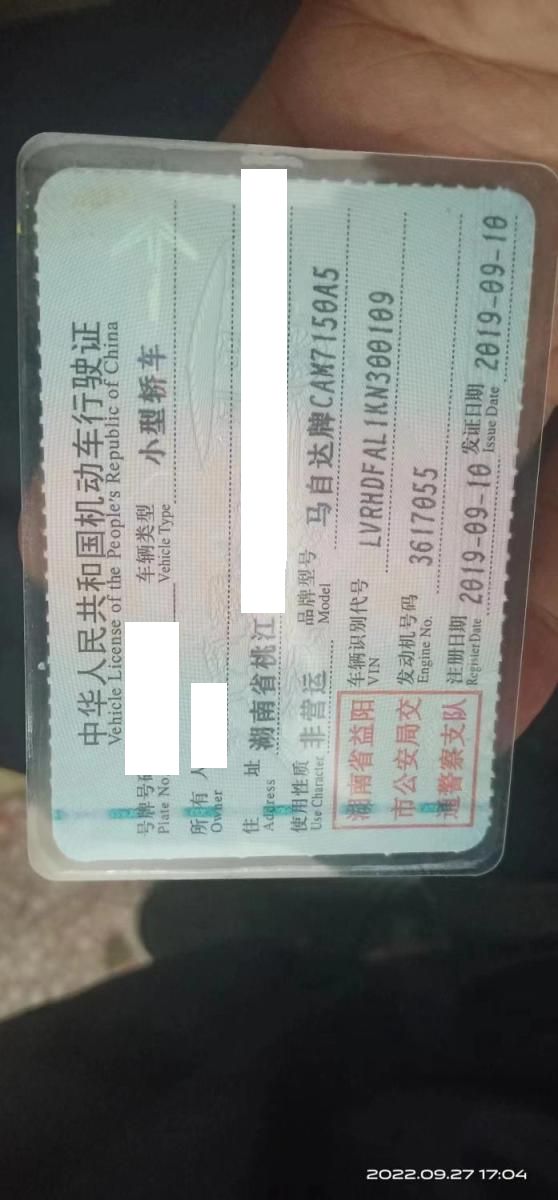 中华人民共和国机动车行驶证
Vehicle License of the People's Republic of China
号牌号码 车辆类型 小型轿车
Plate No. Vehicle Type
所有人
Owner
住址 湖南省桃江
Address
使用性质 非营运 品牌型号 马自达牌CAM7150A5
Use Character Model
湖南省益阳
市公安局交
通警察支队
车辆识别代号 LVRHDFAL1KN300109
VIN
发动机号码 3617055
Engine No.
注册日期 2019-09-10 发证日期 2019-09-10
Register Date Issue Date
2022.09.27 17:04